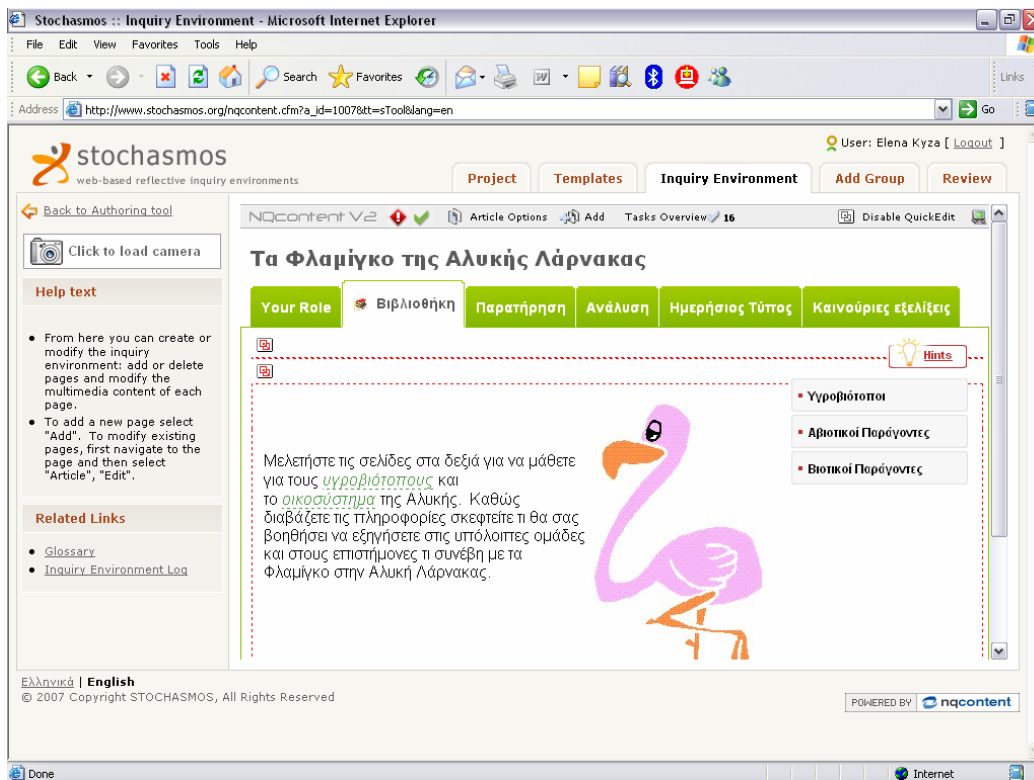 Stochasmos :: Inquiry Environment - Microsoft Internet Explorer
File Edit View Favorites Tools Help
Back Search Favorites Links
Address http://www.stochasmos.org/nqcontent.cfm?a_id=1007&tt=sTool&lang=en Go
User: Elena Kyza [ Logout ]
stochasmos
web-based reflective inquiry environments
Project Templates Inquiry Environment Add Group Review
Back to Authoring tool
NQcontent V2 Article Options Add Tasks Overview 16 Disable QuickEdit
Click to load camera
Τα Φλαμίγκο της Αλυκής Λάρνακας
Help text
Your Role Βιβλιοθήκη Παρατήρηση Ανάλυση Ημερήσιος Τύπος Καινούριες εξελίξεις
From here you can create or
modify the inquiry
environment: add or delete
pages and modify the
multimedia content of each
page.
To add a new page select
"Add". To modify existing
pages, first navigate to the
page and then select
"Article", "Edit".
Hints
Υγροβιότοποι
Αβιοτικοί Παράγοντες
Βιοτικοί Παράγοντες
Μελετήστε τις σελίδες στα δεξιά για να μάθετε
για τους υγροβιότοπους και
το οικοσύστημα της Αλυκής. Καθώς
διαβάζετε τις πληροφορίες σκεφτείτε τι θα σας
βοηθήσει να εξηγήσετε στις υπόλοιπες ομάδες
και στους επιστήμονες τι συνέβη με τα
Φλαμίγκο στην Αλυκή Λάρνακας.
Related Links
Glossary
Inquiry Environment Log
Ελληνικά | English
© 2007 Copyright STOCHASMOS, All Rights Reserved
POWERED BY nqcontent
Done Internet